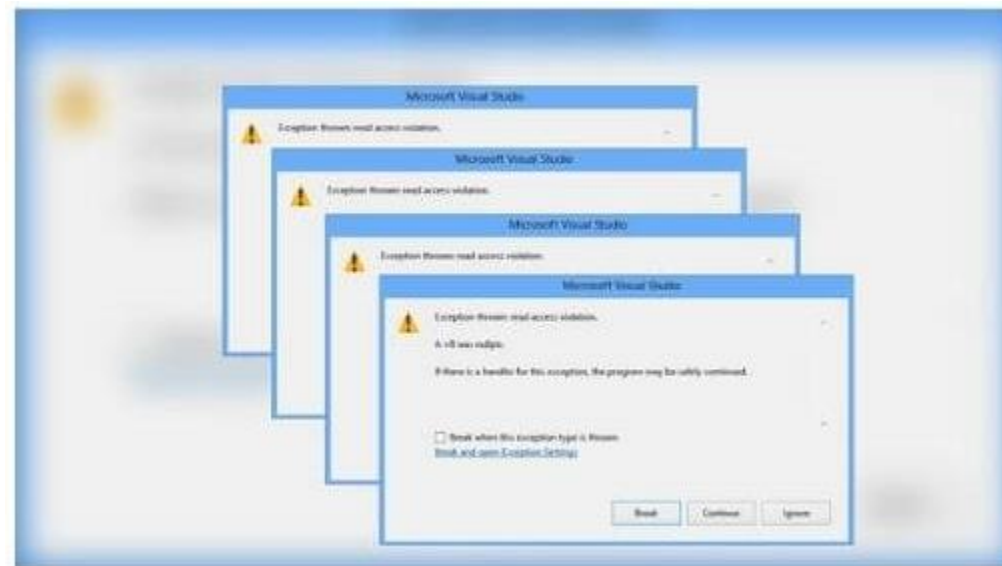 Microsoft Visual Studio
Exception thrown read access violation.
Microsoft Visual Studio
Exception thrown read access violation.
Microsoft Visual Studio
Exception thrown read access violation.
Microsoft Visual Studio
Exception thrown read access violation.
was nullptr.
If there is a handler for this exception, the program may be safely continued.
Break when this exception type is thrown
Break and open Exception Settings
Break Continue Ignore